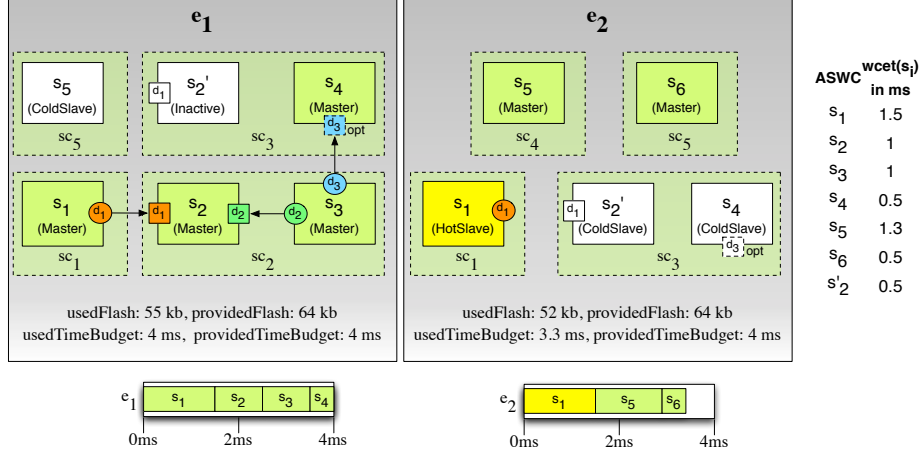 e1
s5
(ColdSlave)
sc5
d1
s2'
(Inactive)
s4
(Master)
d3 opt
sc3
d3
s1
(Master)
d1
sc1
d1
s2
(Master)
d2
d2
s3
(Master)
sc2
usedFlash: 55 kb, providedFlash: 64 kb
usedTimeBudget: 4 ms, providedTimeBudget: 4 ms
e2
s5
(Master)
sc4
s6
(Master)
sc5
s1
(HotSlave)
d1
sc1
d1
s2'
(ColdSlave)
s4
(ColdSlave)
d3 opt
sc3
usedFlash: 52 kb, providedFlash: 64 kb
usedTimeBudget: 3.3 ms, providedTimeBudget: 4 ms
ASWC wcet(si)
in ms
s1 1.5
s2 1
s3 1
s4 0.5
s5 1.3
s6 0.5
s'2 0.5
e1 s1 s2 s3 s4
0ms 2ms 4ms
e2 s1 s5 s6
0ms 2ms 4ms